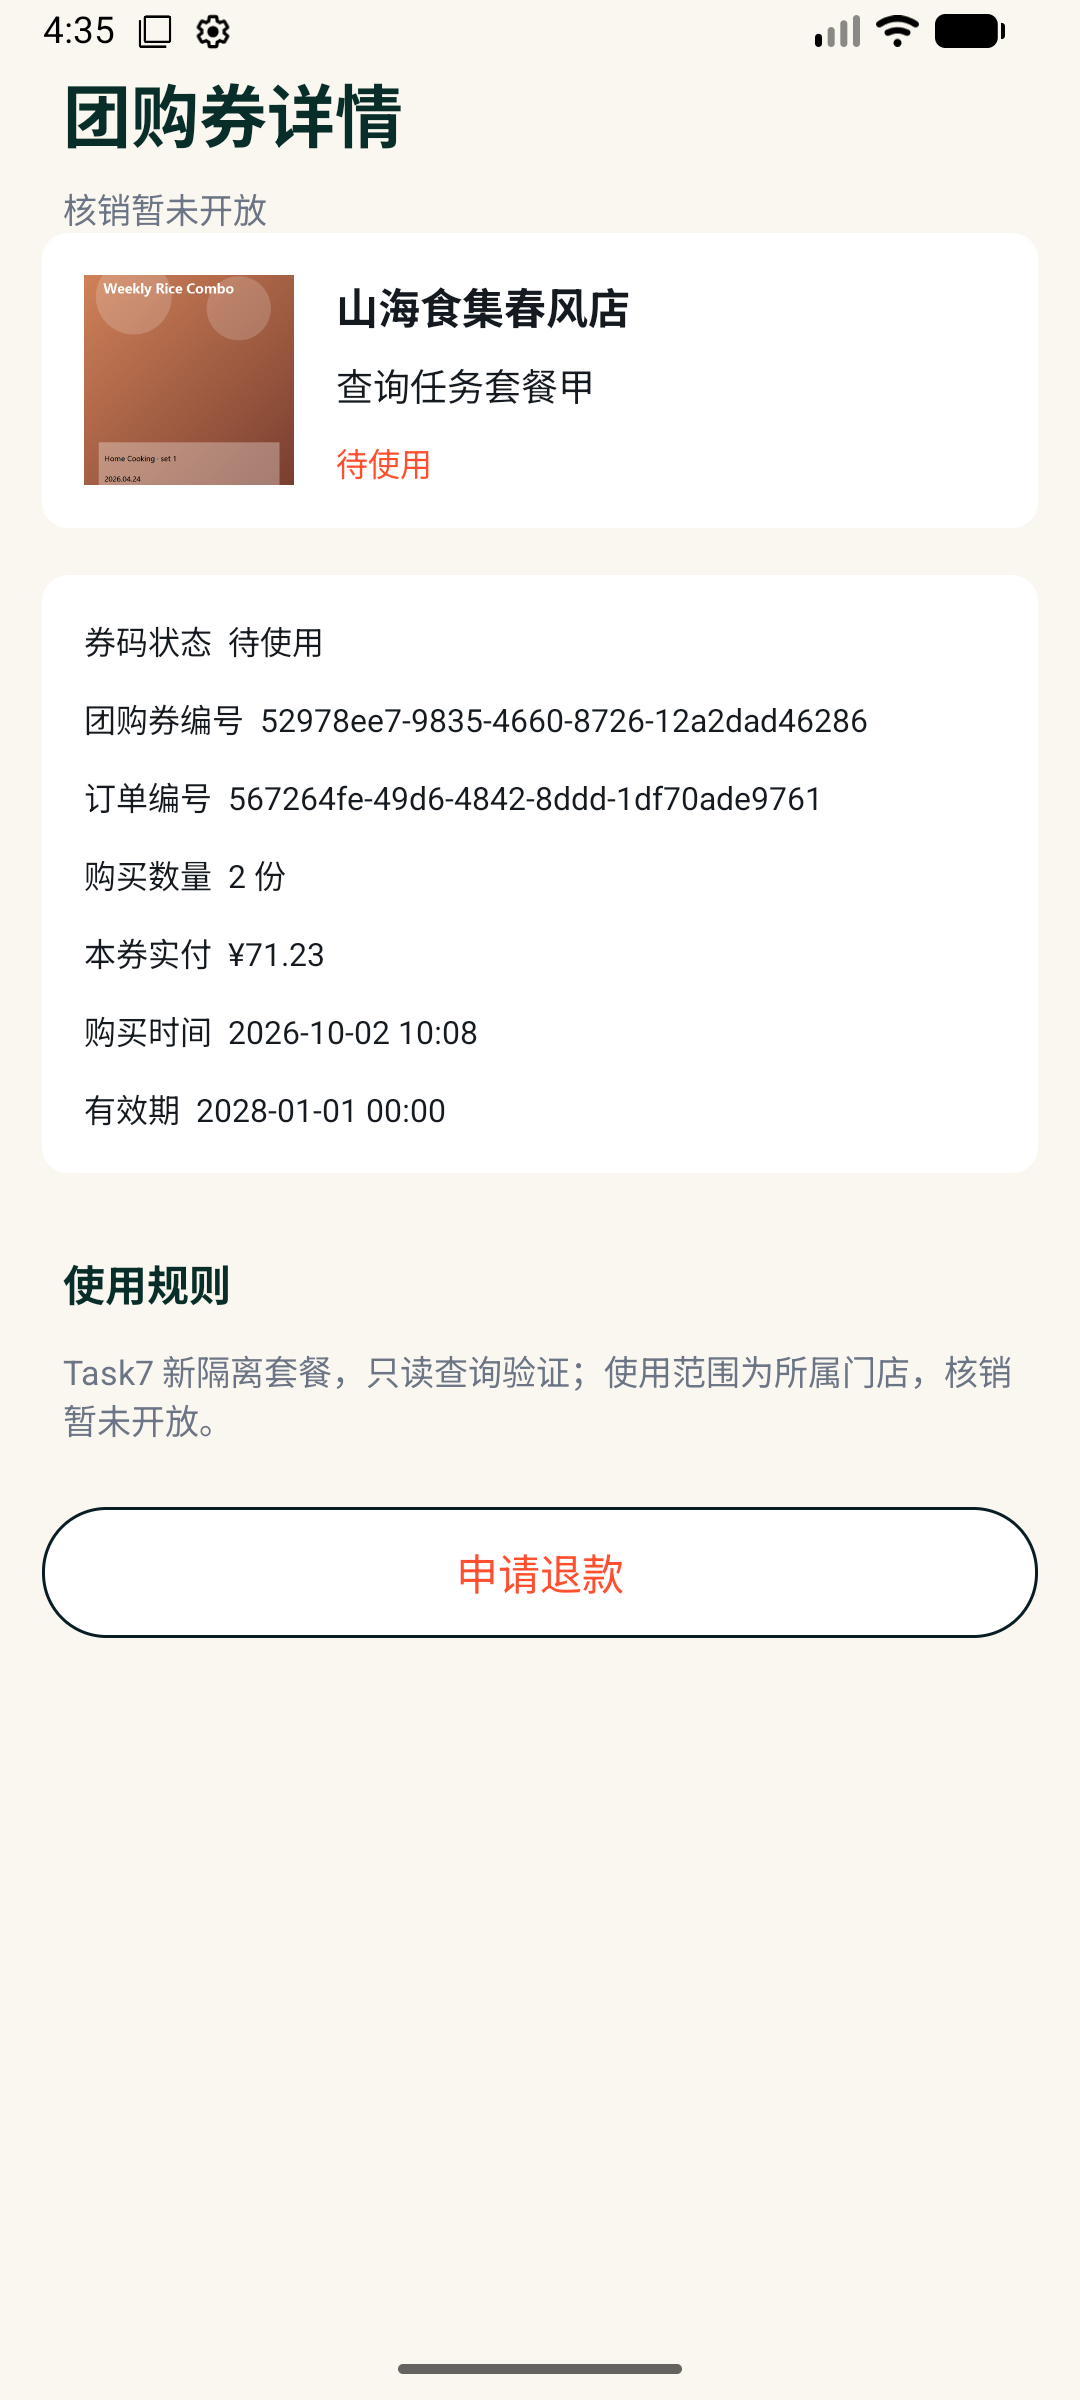 4:35
团购券详情
核销暂未开放
Weekly Rice Combo
Home Cooking · set 1
2026.04.24
山海食集春风店
查询任务套餐甲
待使用
券码状态 待使用
团购券编号 52978ee7-9835-4660-8726-12a2dad46286
订单编号 567264fe-49d6-4842-8ddd-1df70ade9761
购买数量 2 份
本券实付 ¥71.23
购买时间 2026-10-02 10:08
有效期 2028-01-01 00:00
使用规则
Task7 新隔离套餐，只读查询验证；使用范围为所属门店，核销
暂未开放。
申请退款